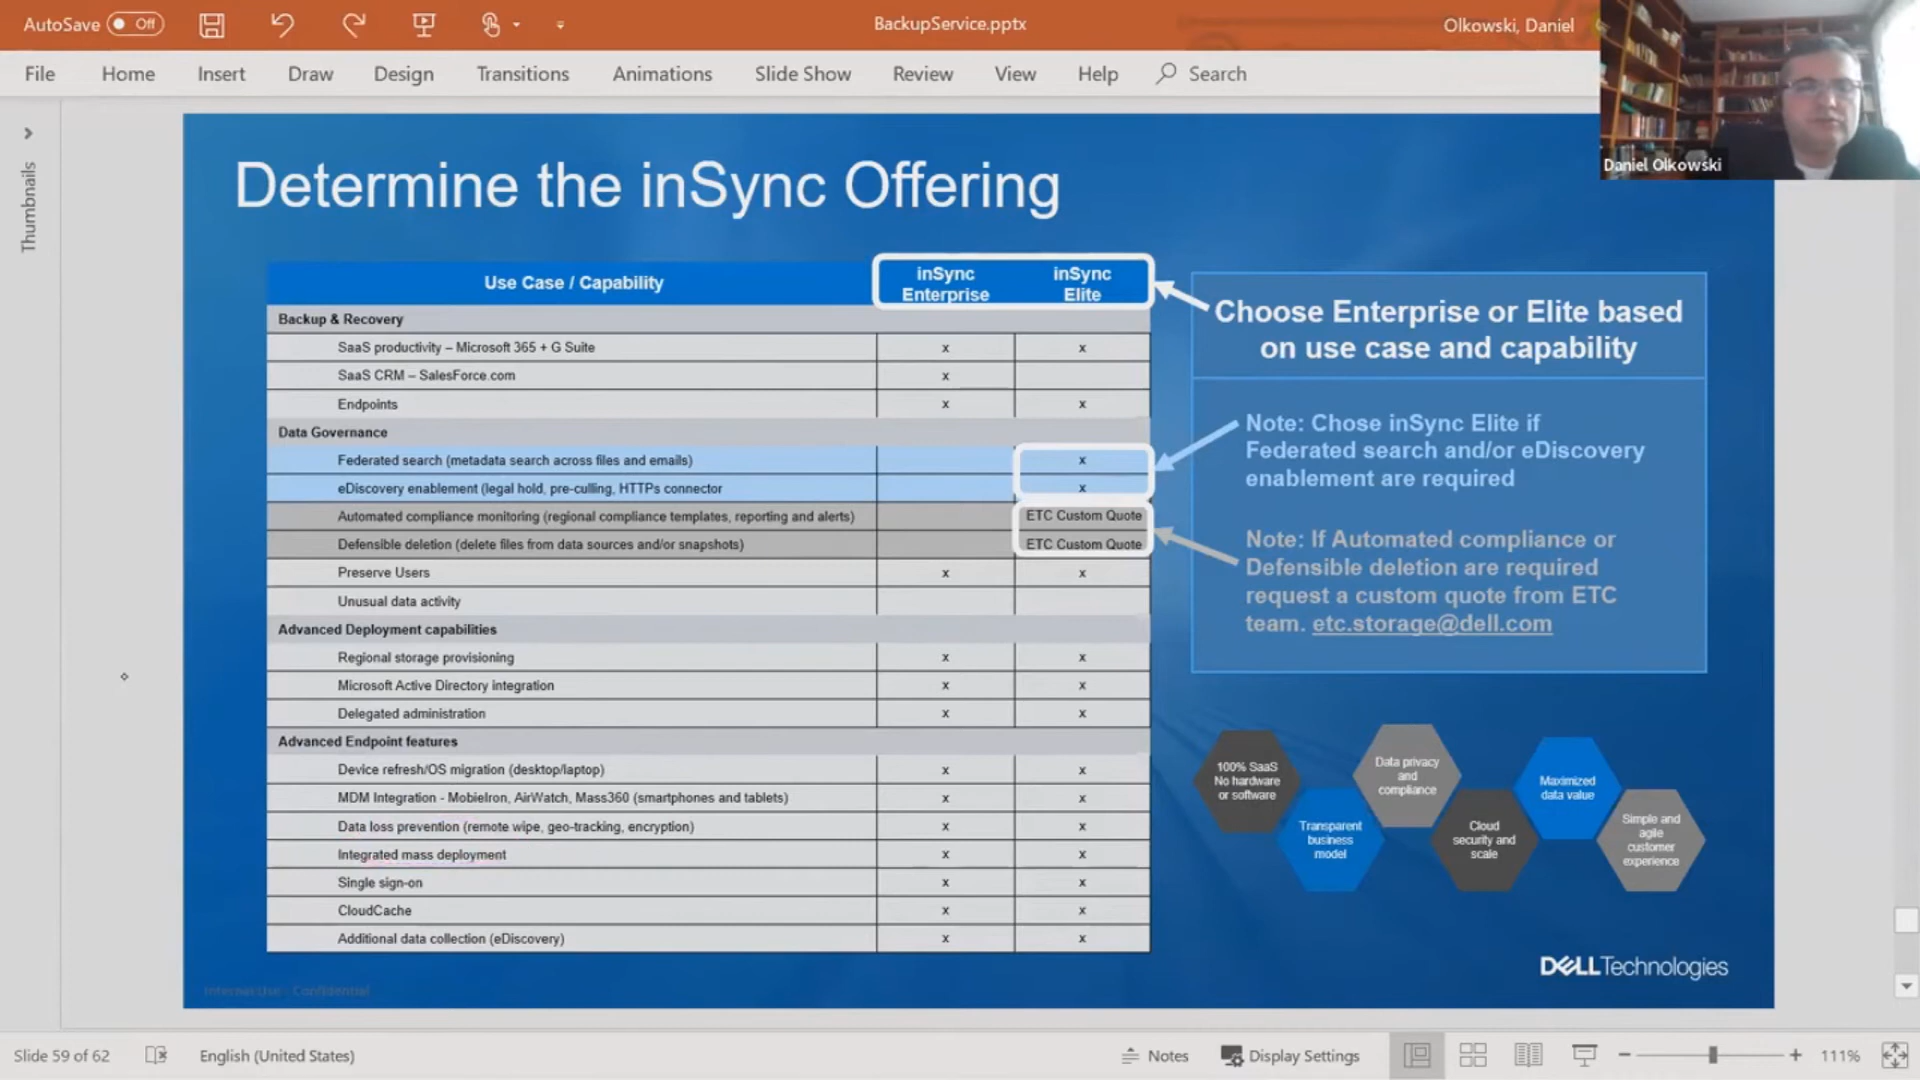 AutoSave Off
BackupService.pptx
Olkowski, Daniel
File Home Insert Draw Design Transitions Animations Slide Show Review View Help Search
Daniel Olkowski
Thumbnails
Determine the inSync Offering
Use Case / Capability
inSync Enterprise
inSync Elite
Backup & Recovery
SaaS productivity – Microsoft 365 + G Suite x x
SaaS CRM – SalesForce.com x
Endpoints x x
Data Governance
Federated search (metadata search across files and emails) x
eDiscovery enablement (legal hold, pre-culling, HTTPs connector x
Automated compliance monitoring (regional compliance templates, reporting and alerts) ETC Custom Quote
Defensible deletion (delete files from data sources and/or snapshots) ETC Custom Quote
Preserve Users x x
Unusual data activity
Advanced Deployment capabilities
Regional storage provisioning x x
Microsoft Active Directory integration x x
Delegated administration x x
Advanced Endpoint features
Device refresh/OS migration (desktop/laptop) x x
MDM Integration - MobieIron, AirWatch, Mass360 (smartphones and tablets) x x
Data loss prevention (remote wipe, geo-tracking, encryption) x x
Integrated mass deployment x x
Single sign-on x x
CloudCache x x
Additional data collection (eDiscovery) x x
Choose Enterprise or Elite based
on use case and capability
Note: Chose inSync Elite if
Federated search and/or eDiscovery
enablement are required
Note: If Automated compliance or
Defensible deletion are required
request a custom quote from ETC
team. etc.storage@dell.com
100% SaaS
No hardware
or software
Transparent
business
model
Data privacy
and
compliance
Cloud
security and
scale
Maximized
data value
Simple and
agile
customer
experience
DELL Technologies
Internal Use - Confidential
Slide 59 of 62
English (United States)
Notes
Display Settings
111%